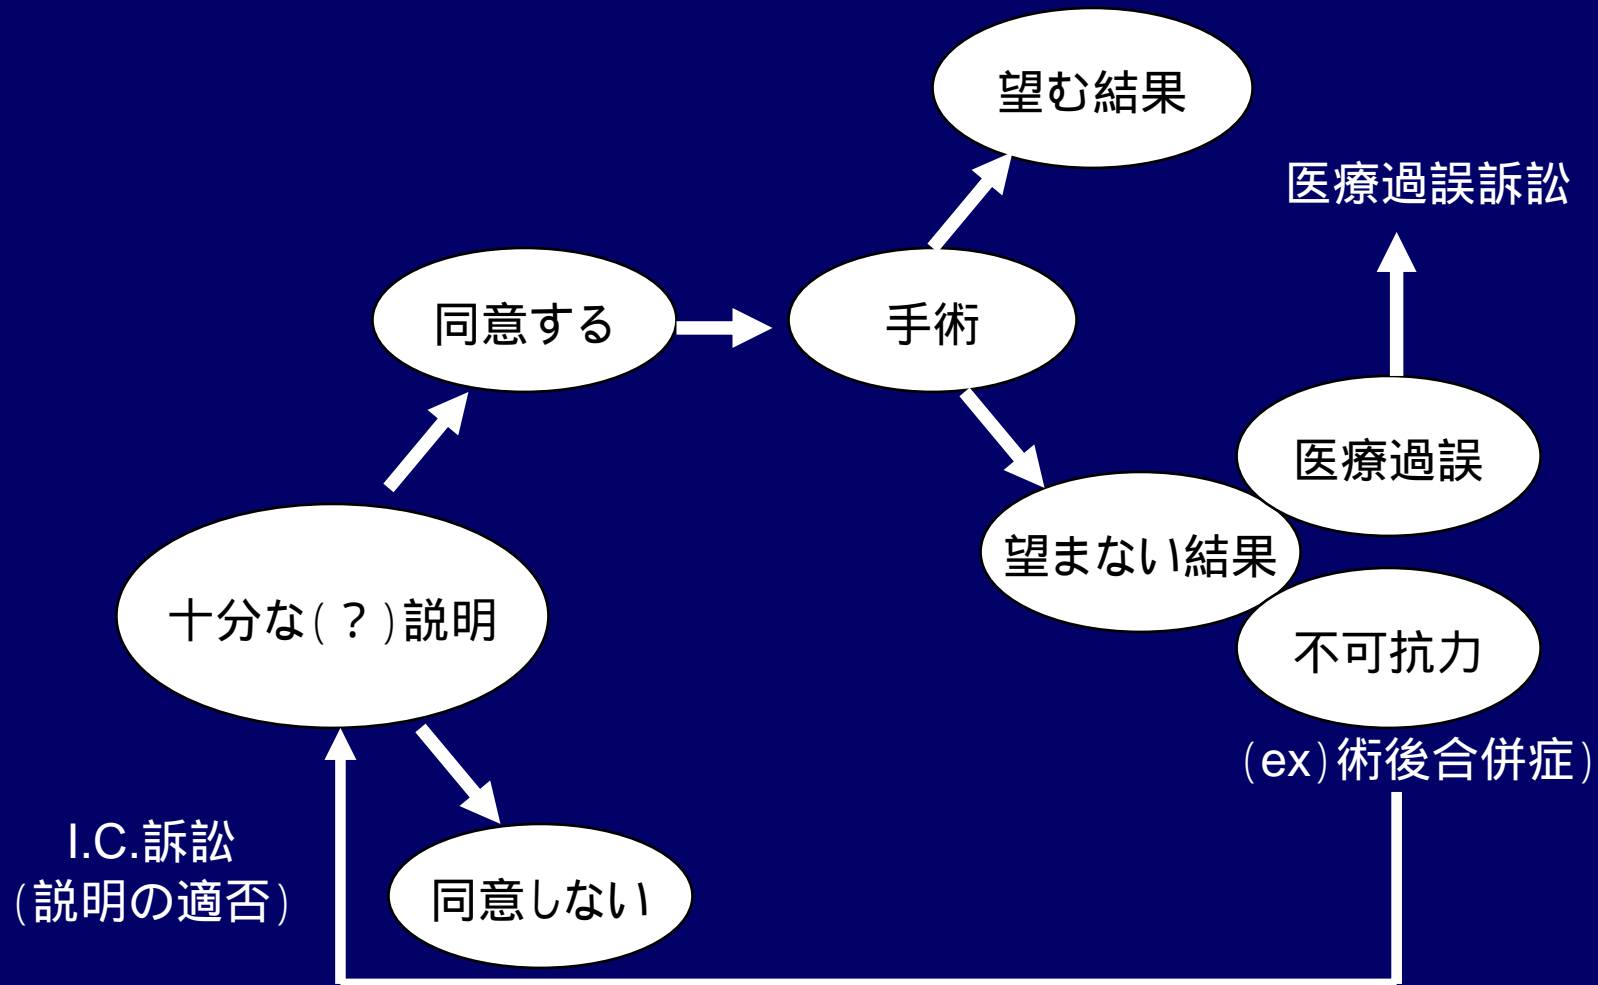 望む結果
医療過誤訴訟
同意する
手術
医療過誤
望まない結果
十分な(？)説明
不可抗力
(ex)術後合併症)
I.C.訴訟
(説明の適否)
同意しない